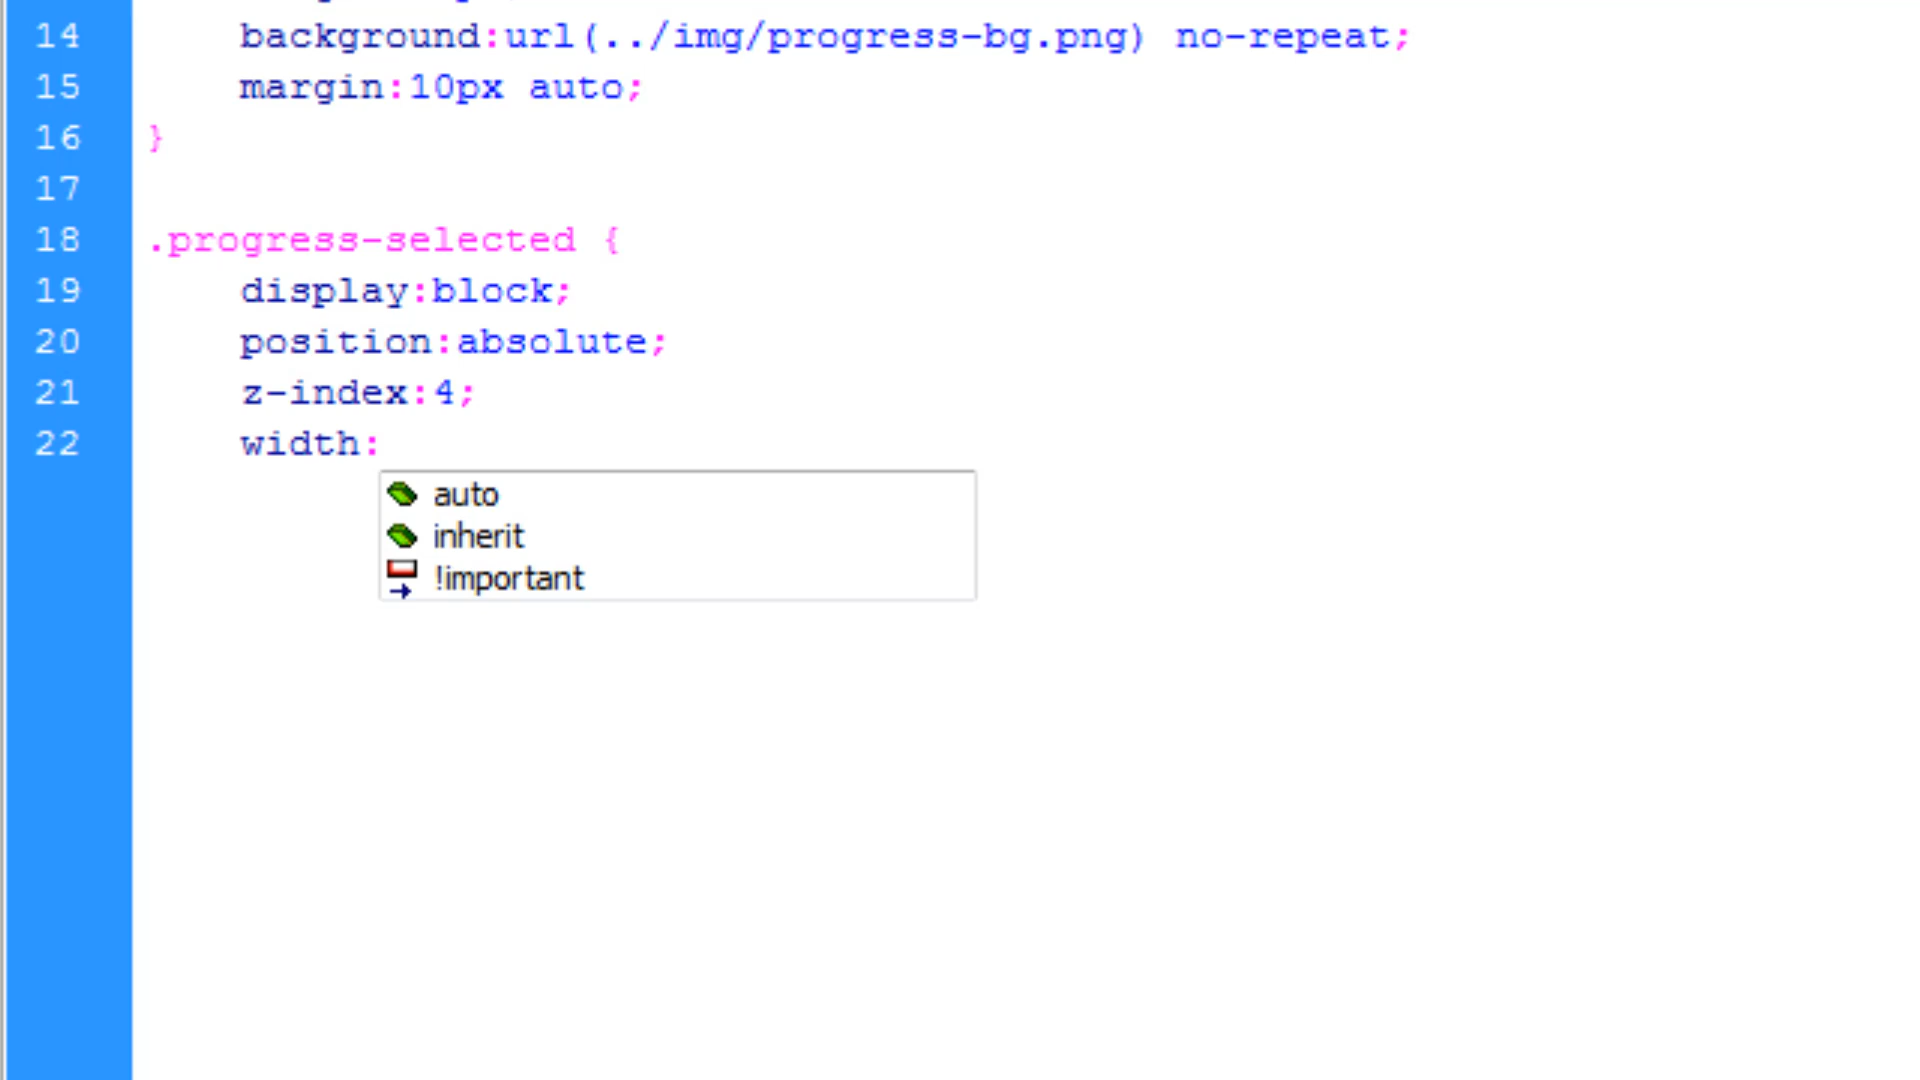 14 background:url(../img/progress-bg.png) no-repeat;
15 margin:10px auto;
16 }
17
18 .progress-selected {
19 display:block;
20 position:absolute;
21 z-index:4;
22 width:
auto
inherit
!important